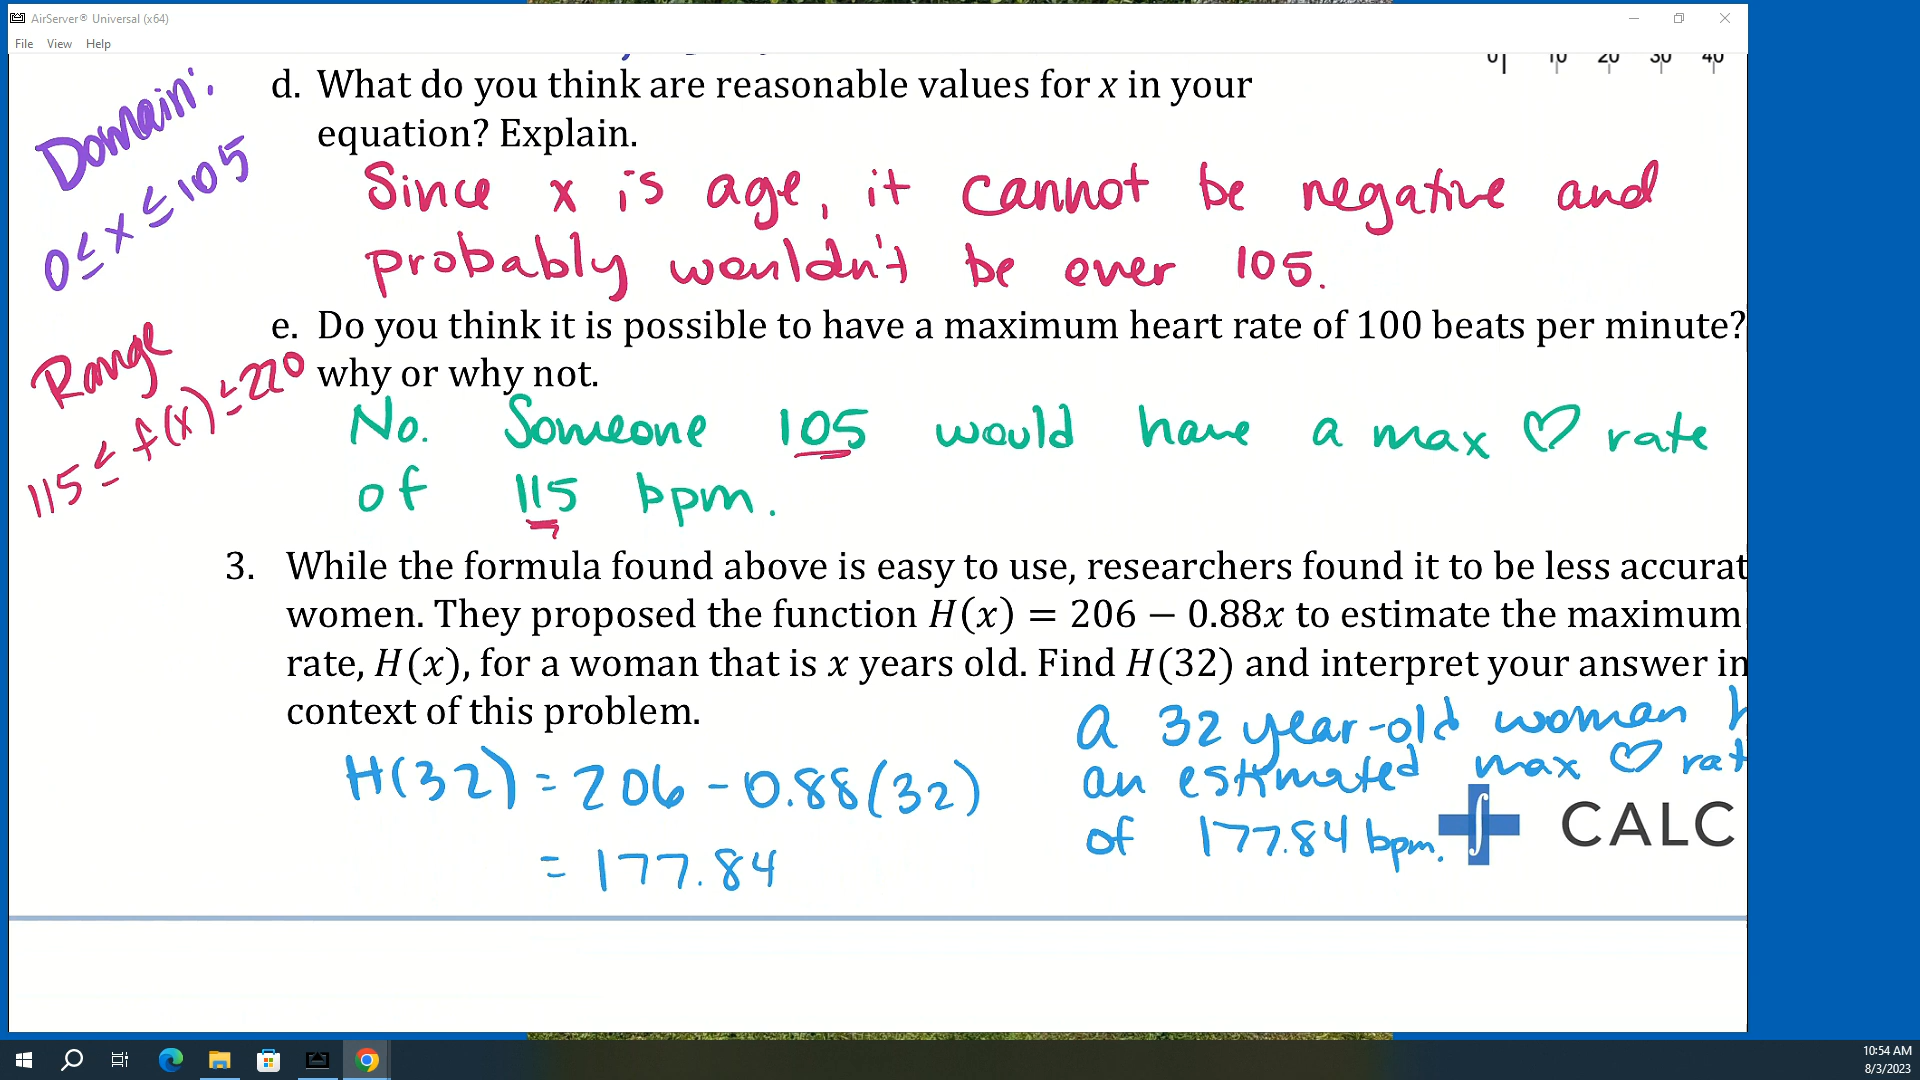 AirServer® Universal (x64)
File View Help
0 10 20 30 40
Domain:
0 ≤ x ≤ 105
d. What do you think are reasonable values for x in your
equation? Explain.
Since x is age, it cannot be negative and
probably wouldn't be over 105.
Range
115 ≤ f(x) ≤ 220
e. Do you think it is possible to have a maximum heart rate of 100 beats per minute?
why or why not.
No. Someone 105 would have a max ♡ rate
of 115 bpm.
3. While the formula found above is easy to use, researchers found it to be less accurat
women. They proposed the function H(x) = 206 − 0.88x to estimate the maximum
rate, H(x), for a woman that is x years old. Find H(32) and interpret your answer in
context of this problem.
H(32) = 206 - 0.88(32)
= 177.84
A 32 year-old woman h
an estimated max ♡ rat
of 177.84 bpm.
CALC
10:54 AM
8/3/2023